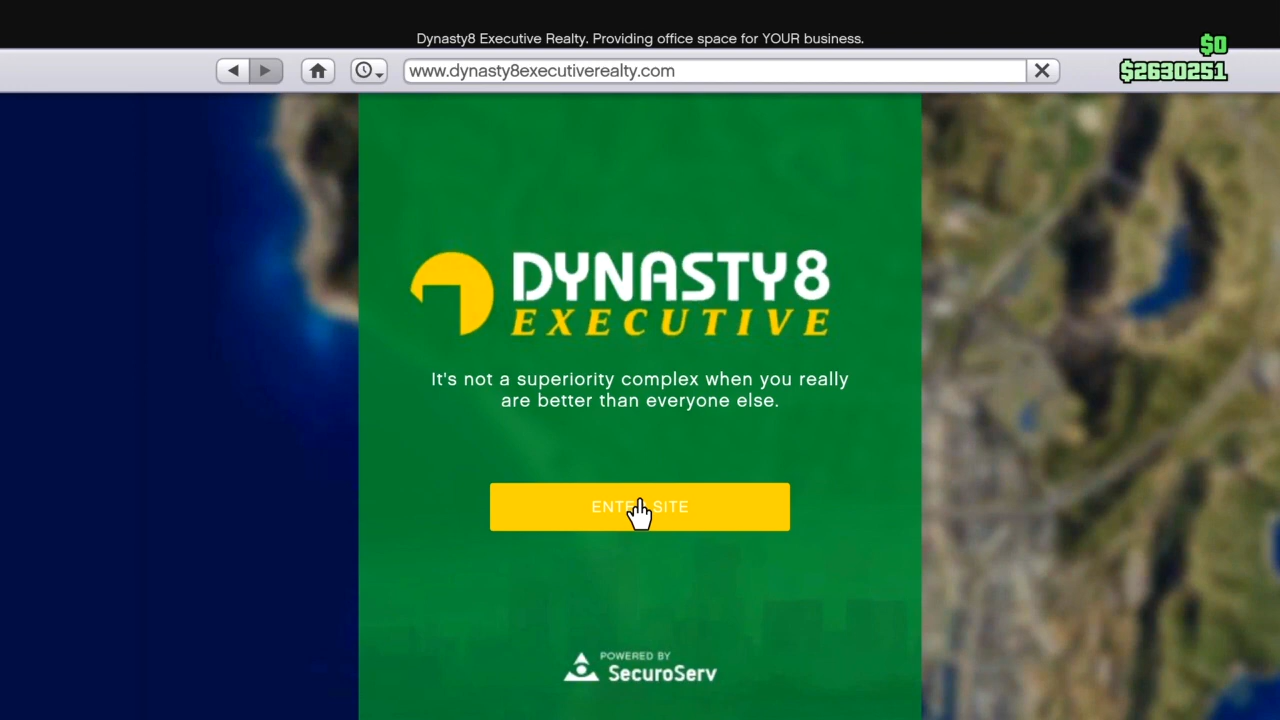 Dynasty8 Executive Realty. Providing office space for YOUR business.
$0
www.dynasty8executiverealty.com
$2630251
DYNASTY8
EXECUTIVE
It's not a superiority complex when you really
are better than everyone else.
ENTER SITE
POWERED BY
SecuroServ